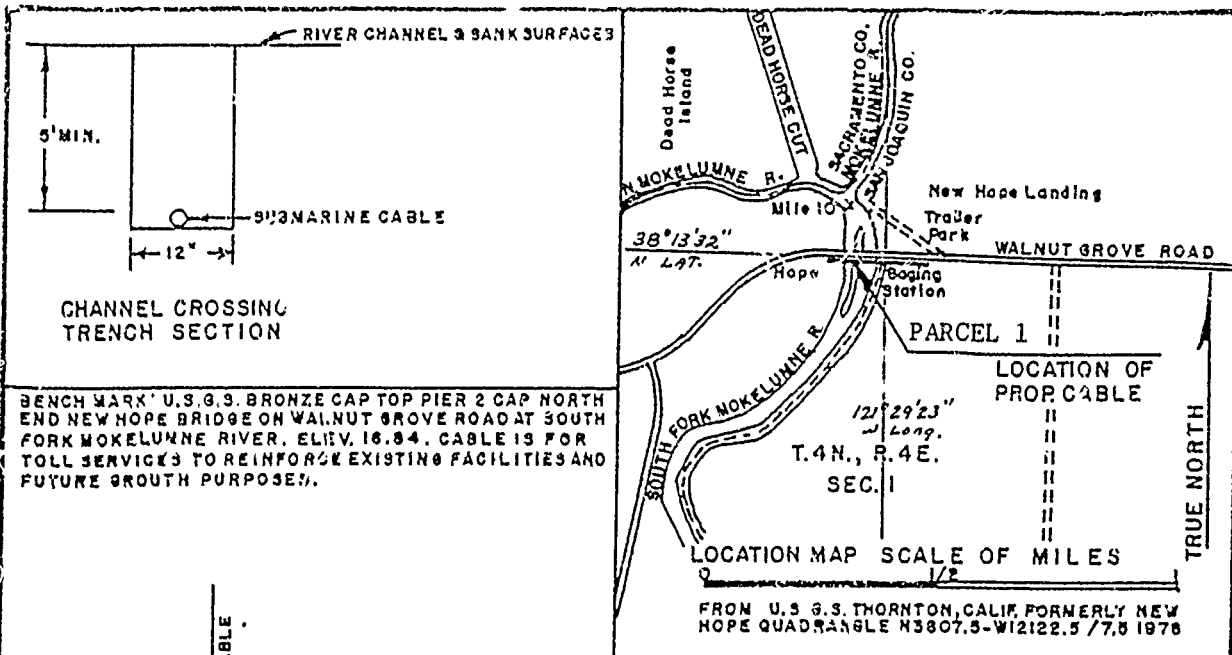 RIVER CHANNEL & BANK SURFACES
5' MIN.
SUBMARINE CABLE
12"
CHANNEL CROSSING
TRENCH SECTION
BENCH MARK' U.S.G.S. BRONZE CAP TOP PIER 2 CAP NORTH
END NEW HOPE BRIDGE ON WALNUT GROVE ROAD AT SOUTH
FORK MOKELUMNE RIVER. ELEV. 16.84. CABLE IS FOR
TOLL SERVICES TO REINFORCE EXISTING FACILITIES AND
FUTURE GROUTH PURPOSES.
ABLE.
Dead Horse
Island
DEAD HORSE CUT
SACRAMENTO CO.
MOKELUMNE R.
SAN JOAQUIN CO.
N MOKELUMNE R.
Mile 10
New Hope Landing
Trailer
Park
38°13'32"
N LAT.
WALNUT GROVE ROAD
Hope
Station
PARCEL 1
LOCATION OF
PROP CABLE
SOUTH FORK MOKELUMNE R
121°29'23"
W Long.
T.4N., R.4E.
SEC. 1
TRUE NORTH
LOCATION MAP SCALE OF MILES
0
1/2
1
FROM U.S G.S. THORNTON, CALIF. FORMERLY NEW
HOPE QUADRANGLE N3807.5-W12122.5 /7.5 1978